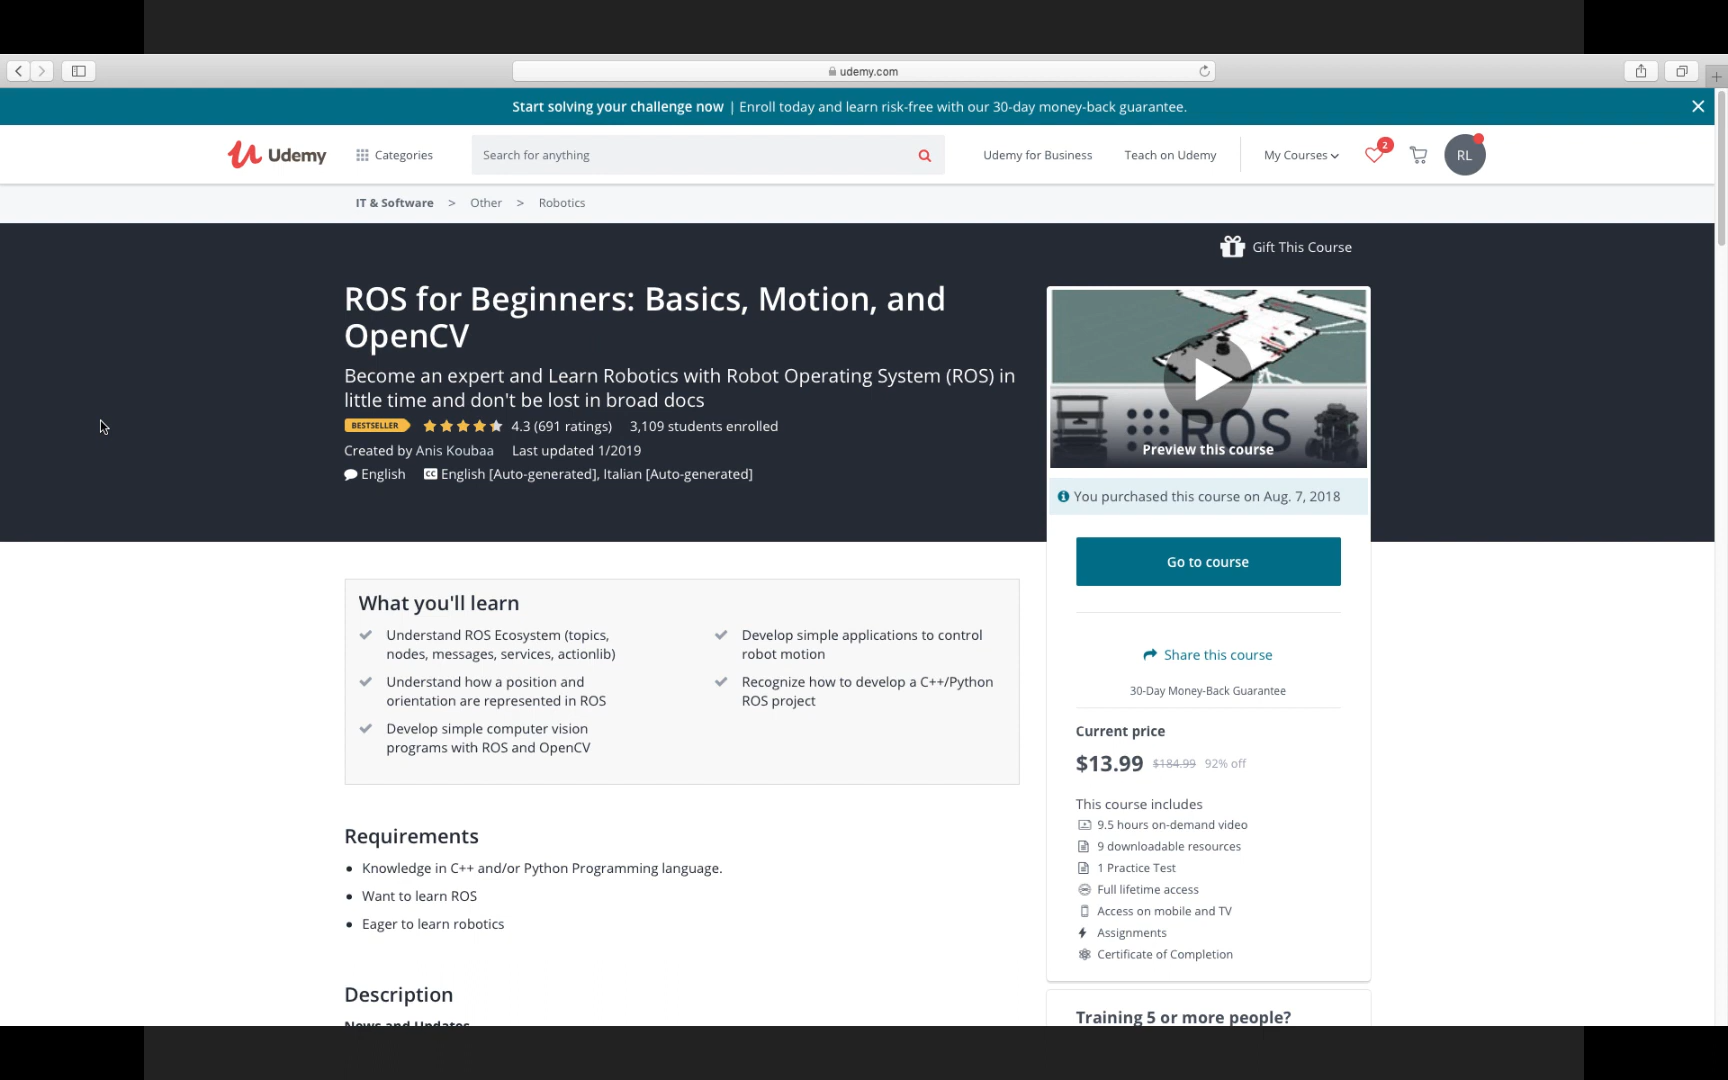 udemy.com
Start solving your challenge now | Enroll today and learn risk-free with our 30-day money-back guarantee.
Udemy
Categories
Search for anything
Udemy for Business
Teach on Udemy
My Courses
2
RL
IT & Software > Other > Robotics
Gift This Course
ROS for Beginners: Basics, Motion, and
OpenCV
Become an expert and Learn Robotics with Robot Operating System (ROS) in
little time and don't be lost in broad docs
BESTSELLER 4.3 (691 ratings) 3,109 students enrolled
Created by Anis Koubaa Last updated 1/2019
English CC English [Auto-generated], Italian [Auto-generated]
ROS
Preview this course
You purchased this course on Aug. 7, 2018
Go to course
Share this course
30-Day Money-Back Guarantee
Current price
$13.99 $184.99 92% off
This course includes
9.5 hours on-demand video
9 downloadable resources
1 Practice Test
Full lifetime access
Access on mobile and TV
Assignments
Certificate of Completion
Training 5 or more people?
What you'll learn
Understand ROS Ecosystem (topics,
nodes, messages, services, actionlib)
Understand how a position and
orientation are represented in ROS
Develop simple computer vision
programs with ROS and OpenCV
Develop simple applications to control
robot motion
Recognize how to develop a C++/Python
ROS project
Requirements
Knowledge in C++ and/or Python Programming language.
Want to learn ROS
Eager to learn robotics
Description
News and Updates